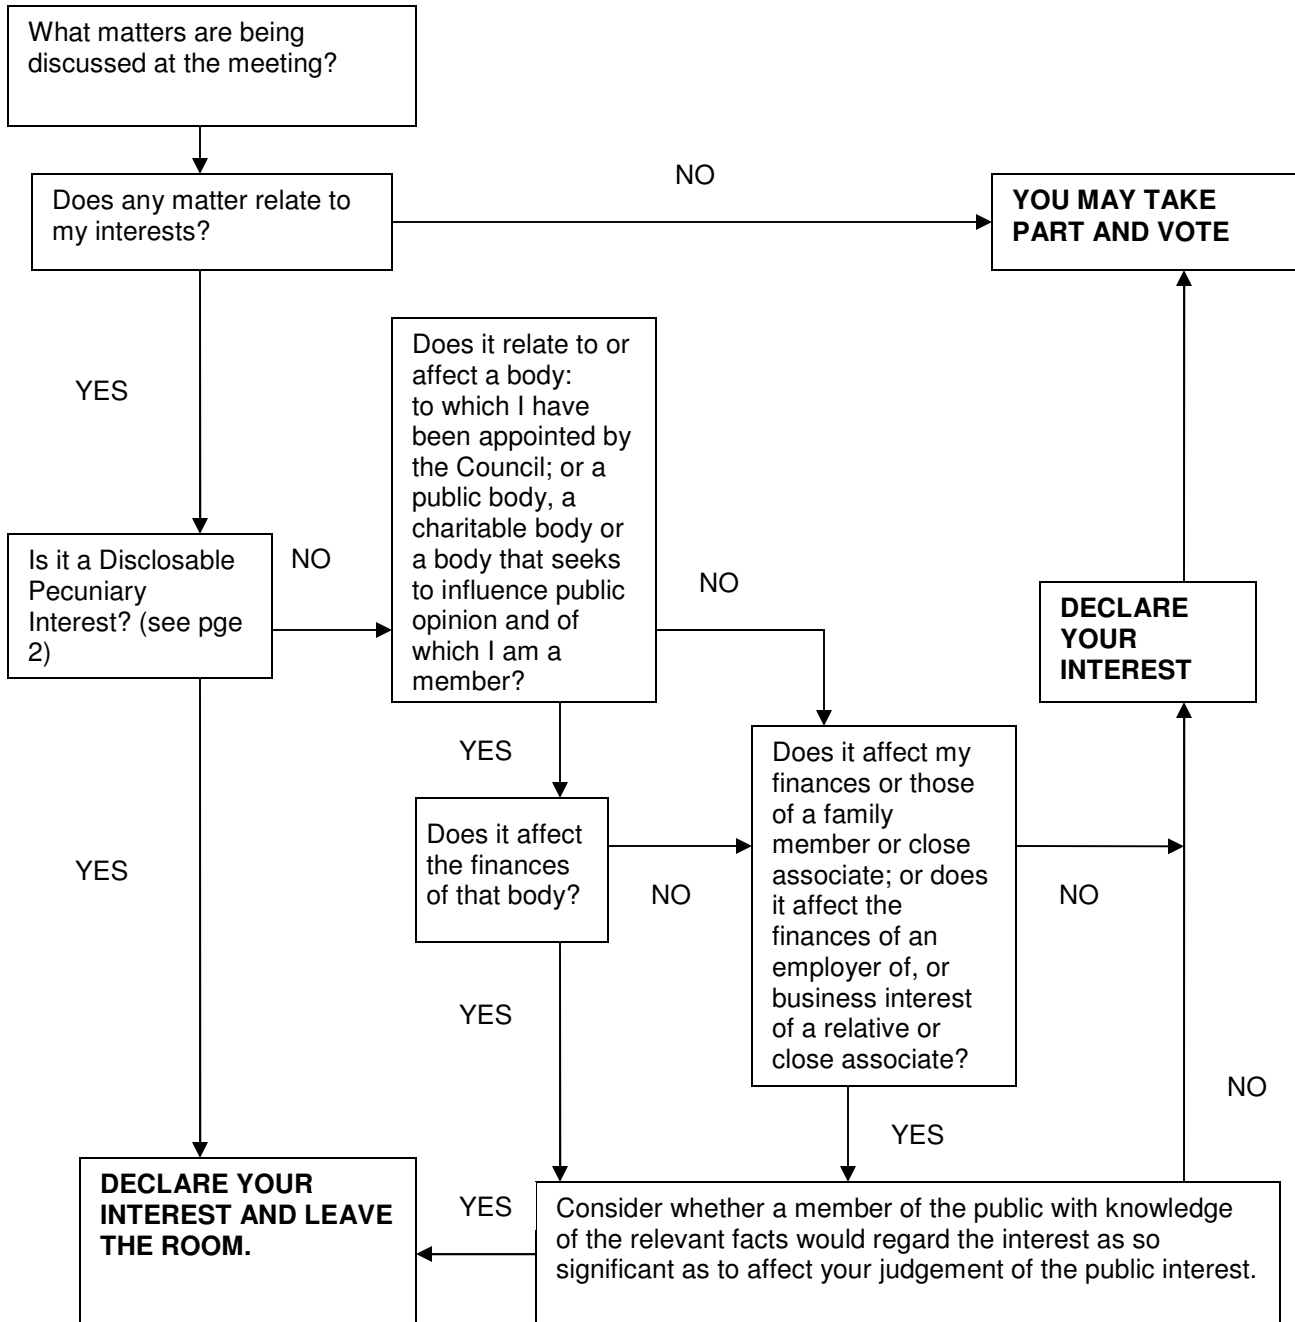 What matters are being
discussed at the meeting?
NO
Does any matter relate to
my interests?
YOU MAY TAKE
PART AND VOTE
YES
Does it relate to or
affect a body:
to which I have
been appointed by
the Council; or a
public body, a
charitable body or
a body that seeks
to influence public
opinion and of
which I am a
member?
Is it a Disclosable
Pecuniary
Interest? (see pge
2)
NO
NO
DECLARE
YOUR
INTEREST
YES
Does it affect my
finances or those
of a family
member or close
associate; or does
it affect the
finances of an
employer of, or
business interest
of a relative or
close associate?
Does it affect
the finances
of that body?
YES
NO
NO
YES
NO
YES
DECLARE YOUR
INTEREST AND LEAVE
THE ROOM.
YES
Consider whether a member of the public with knowledge
of the relevant facts would regard the interest as so
significant as to affect your judgement of the public interest.